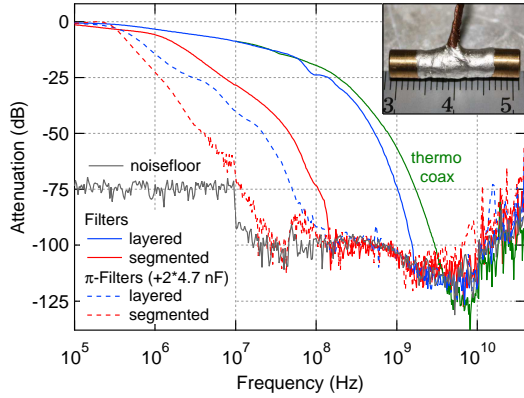 0
-25
-50
-75
-100
-125
Attenuation (dB)
10^5
10^6
10^7
10^8
10^9
10^10
Frequency (Hz)
noisefloor
Filters
layered
segmented
π-Filters (+2*4.7 nF)
layered
segmented
thermo
coax
3 4 5